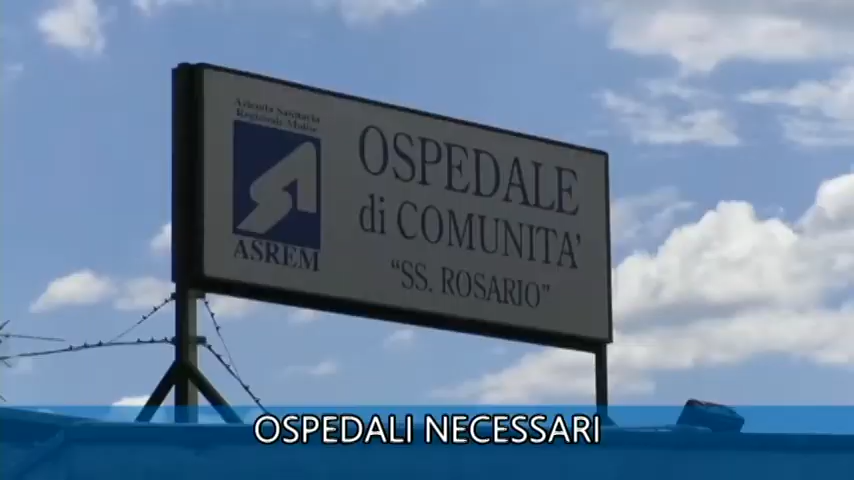 Azienda Sanitaria
Regionale Molise
ASREM
OSPEDALE
di COMUNITA'
“SS. ROSARIO”
OSPEDALI NECESSARI